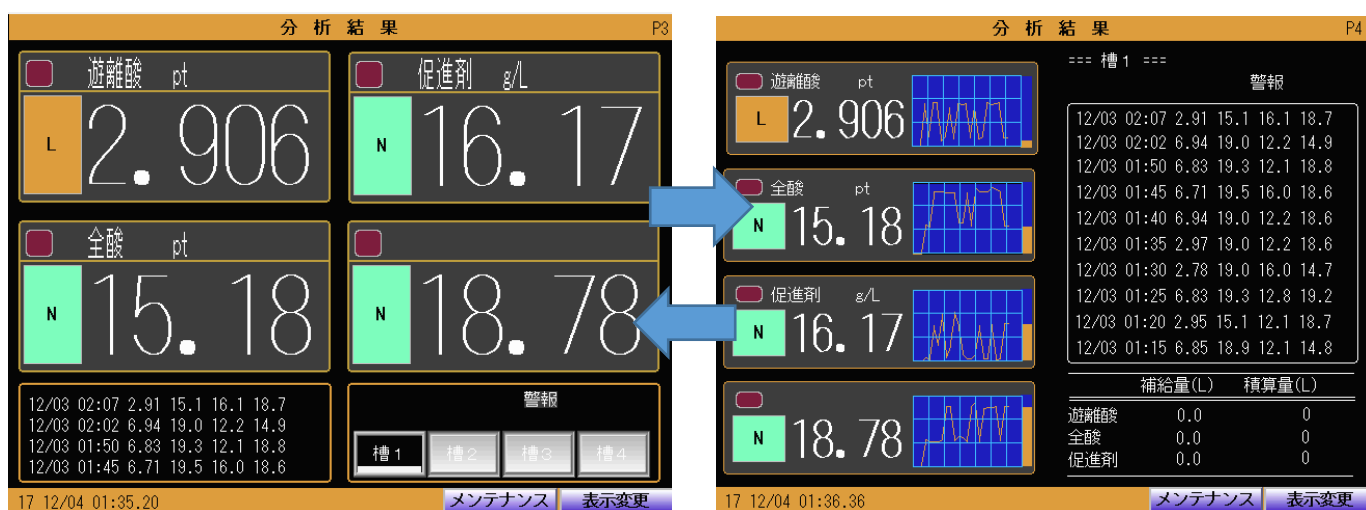 分 析 結 果 P3
遊離酸 pt
L 2.906
促進剤 g/L
N 16.17
全酸 pt
N 15.18
N 18.78
12/03 02:07 2.91 15.1 16.1 18.7
12/03 02:02 6.94 19.0 12.2 14.9
12/03 01:50 6.83 19.3 12.1 18.8
12/03 01:45 6.71 19.5 16.0 18.6
警報
槽1 槽2 槽3 槽4
17 12/04 01:35.20 メンテナンス 表示変更
分 析 結 果 P4
遊離酸 pt
L 2.906
全酸 pt
N 15.18
促進剤 g/L
N 16.17
N 18.78
=== 槽1 ===
警報
12/03 02:07 2.91 15.1 16.1 18.7
12/03 02:02 6.94 19.0 12.2 14.9
12/03 01:50 6.83 19.3 12.1 18.8
12/03 01:45 6.71 19.5 16.0 18.6
12/03 01:40 6.94 19.0 12.2 18.6
12/03 01:35 2.97 19.0 12.2 18.6
12/03 01:30 2.78 19.0 16.0 14.7
12/03 01:25 6.83 19.3 12.8 19.2
12/03 01:20 2.95 15.1 12.1 18.7
12/03 01:15 6.85 18.9 12.1 14.8
補給量(L) 積算量(L)
遊離酸 0.0 0
全酸 0.0 0
促進剤 0.0 0
17 12/04 01:36.36 メンテナンス 表示変更